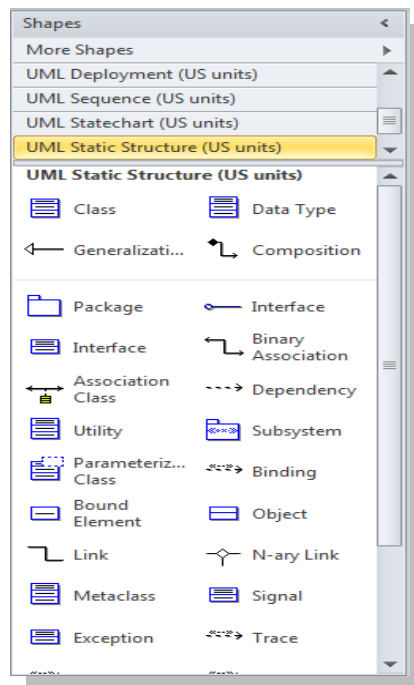 Shapes
More Shapes
UML Deployment (US units)
UML Sequence (US units)
UML Statechart (US units)
UML Static Structure (US units)
UML Static Structure (US units)
Class
Data Type
Generalizati...
Composition
Package
Interface
Interface
Binary
Association
Association
Class
Dependency
Utility
Subsystem
Parameteriz...
Class
Binding
Bound
Element
Object
Link
N-ary Link
Metaclass
Signal
Exception
Trace